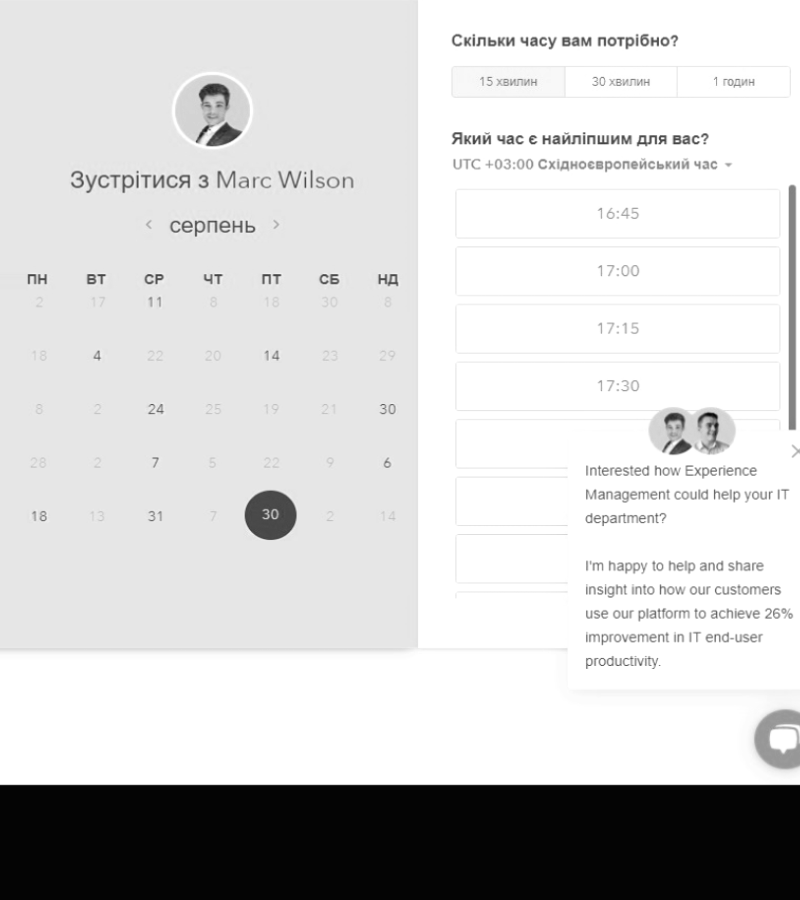 Зустрітися з Marc Wilson
серпень
ПН ВТ СР ЧТ ПТ СБ НД
2 17 11 8 18 30 8
18 4 22 20 14 23 29
8 2 24 25 19 21 30
28 2 7 5 22 9 6
18 13 31 7 30 2 14
Скільки часу вам потрібно?
15 хвилин 30 хвилин 1 годин
Який час є найліпшим для вас?
UTC +03:00 Східноєвропейський час
16:45
17:00
17:15
17:30
Interested how Experience
Management could help your IT
department?
I'm happy to help and share
insight into how our customers
use our platform to achieve 26%
improvement in IT end-user
productivity.